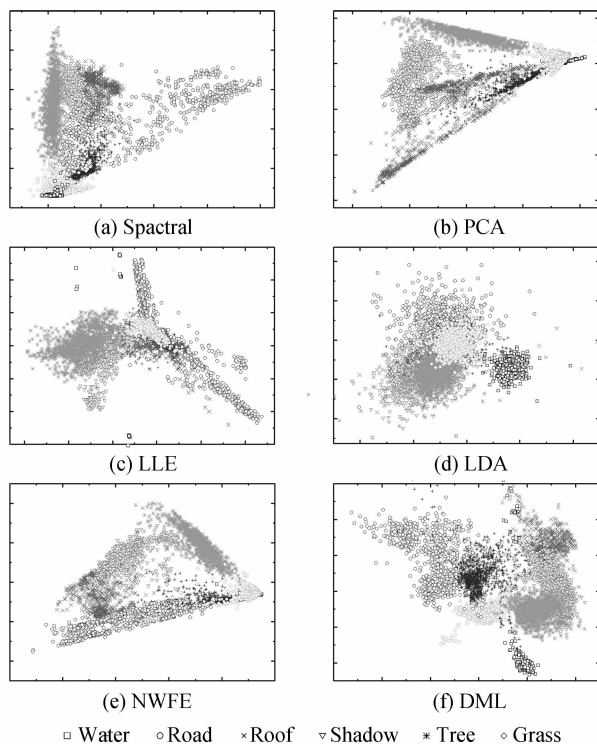 (a) Spactral
(b) PCA
(c) LLE
(d) LDA
(e) NWFE
(f) DML
□ Water ○ Road × Roof ▽ Shadow ✳ Tree ◇ Grass